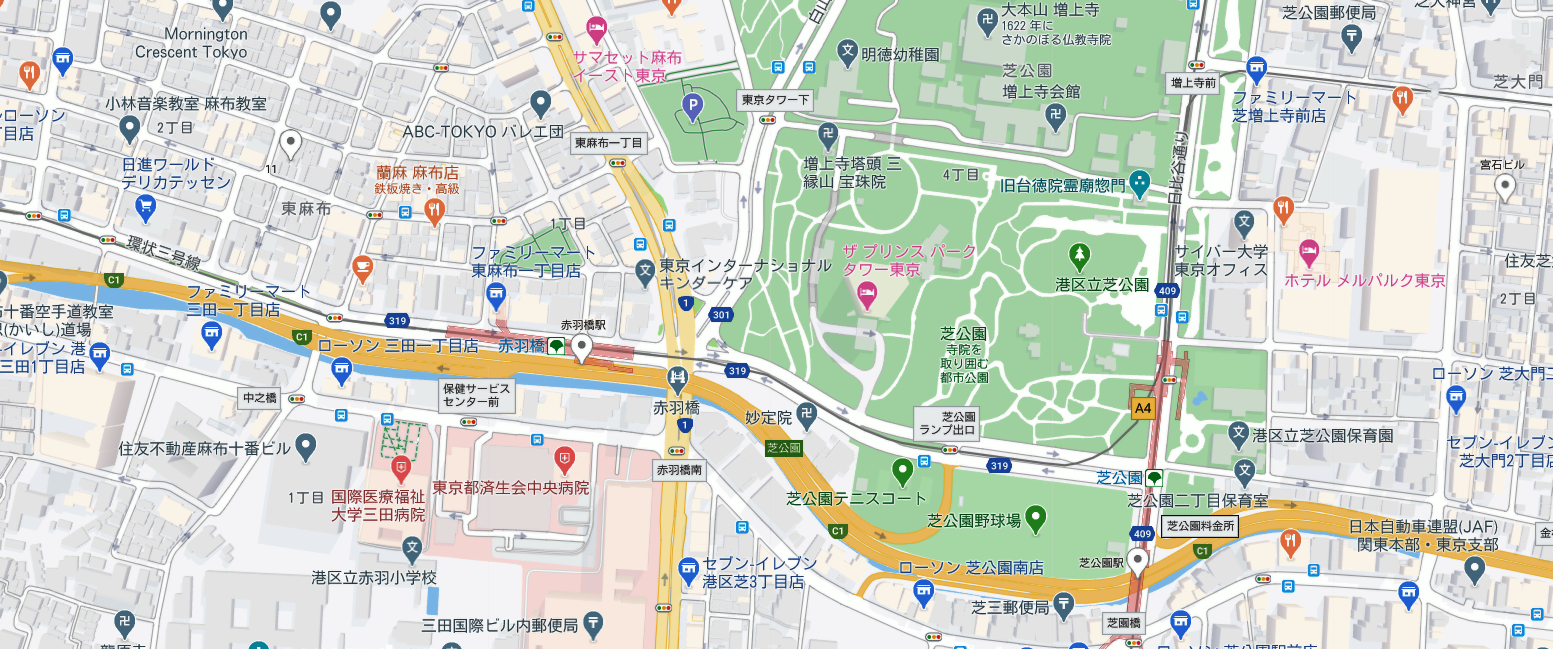 Mornington
Crescent Tokyo
サマセット麻布
イースト東京
大本山 増上寺
1622 年に
さかのぼる仏教寺院
芝公園郵便局
明徳幼稚園
芝公園
増上寺会館
増上寺前
芝大門
小林音楽教室 麻布教室
2丁目
ABC-TOKYO バレエ団
東京タワー下
P
ファミリーマート
芝増上寺前店
ローソン
日進ワールド
デリカテッセン
11
東麻布一丁目
蘭麻 麻布店
鉄板焼き・高級
増上寺塔頭 三
縁山 宝珠院
4丁目
旧台徳院霊廟惣門
日比谷通り
宮石ビル
東麻布
1丁目
環状三号線
ファミリーマート
東麻布一丁目店
東京インターナショナル
キンダーケア
ザ プリンス パーク
タワー東京
港区立芝公園
サイバー大学
東京オフィス
ホテル メルパルク東京
2丁目
C1
ファミリーマート
三田一丁目店
十番空手道教室
(かいし)道場
イレブン 港
三田1丁目店
319
C1
ローソン 三田一丁目店
赤羽橋
赤羽橋駅
1
301
409
芝公園
寺院を
取り囲む
都市公園
319
中之橋
保健サービス
センター前
赤羽橋
1
妙定院
芝公園
芝公園
ランプ出口
A4
ローソン 芝大門
港区立芝公園保育園
セブン-イレブン
芝大門2丁目店
住友不動産麻布十番ビル
1丁目
国際医療福祉
大学三田病院
東京都済生会中央病院
赤羽橋南
319
芝公園
芝公園テニスコート
芝公園二丁目保育室
芝公園野球場
C1
409
芝公園料金所
C1
日本自動車連盟(JAF)
関東本部・東京支部
港区立赤羽小学校
セブン-イレブン
港区芝3丁目店
ローソン 芝公園南店
芝公園駅
芝三郵便局
芝園橋
三田国際ビル内郵便局